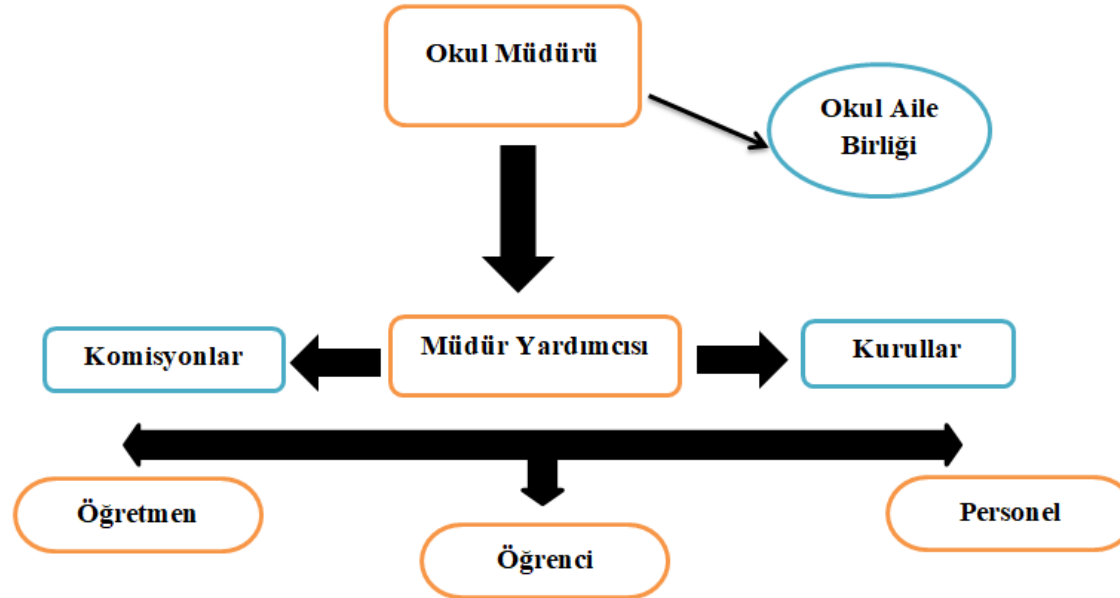 Okul Müdürü
Okul Aile
Birliği
Komisyonlar
Müdür Yardımcısı
Kurullar
Öğretmen
Öğrenci
Personel